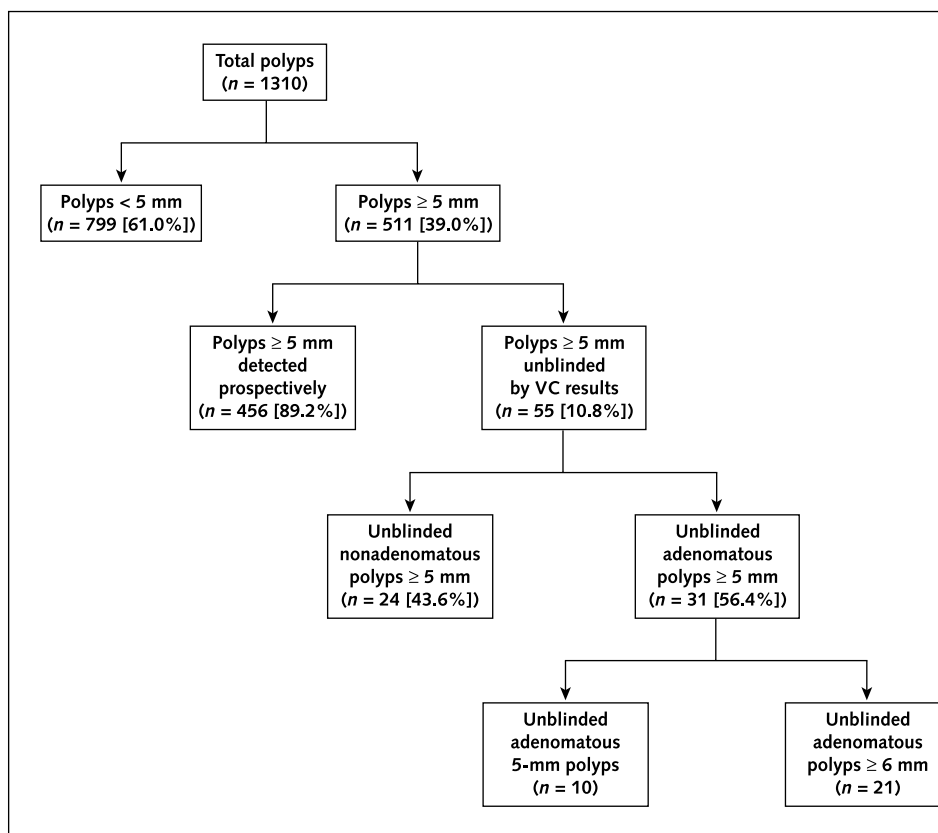 Total polyps
(n = 1310)
Polyps < 5 mm
(n = 799 [61.0%])
Polyps ≥ 5 mm
(n = 511 [39.0%])
Polyps ≥ 5 mm
detected
prospectively
(n = 456 [89.2%])
Polyps ≥ 5 mm
unblinded
by VC results
(n = 55 [10.8%])
Unblinded
nonadenomatous
polyps ≥ 5 mm
(n = 24 [43.6%])
Unblinded
adenomatous
polyps ≥ 5 mm
(n = 31 [56.4%])
Unblinded
adenomatous
5-mm polyps
(n = 10)
Unblinded
adenomatous
polyps ≥ 6 mm
(n = 21)